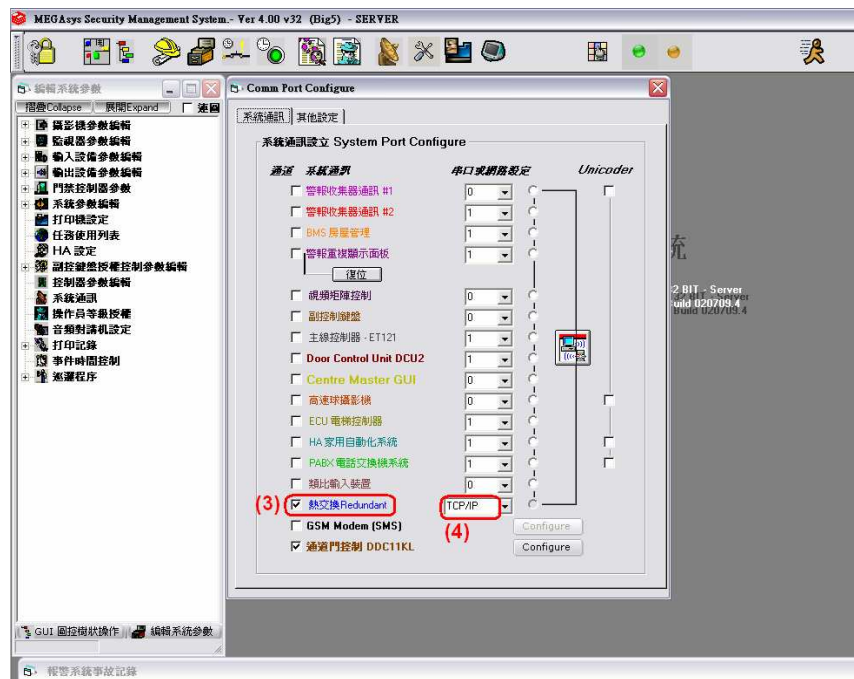 MEGAsys Security Management System.- Ver 4.00 v32 (Big5) - SERVER
編輯系統參數
摺疊Collapse 展開Expand 連圖
攝影機參數編輯
監視器參數編輯
輸入設備參數編輯
輸出設備參數編輯
門禁控制器參數
系統參數編輯
打印機設定
任務使用列表
HA 設定
副控鍵盤授權控制參數編輯
控制器參數編輯
系統通訊
操作員等級授權
音頻對講机設定
打印記錄
事件時間控制
巡邏程序
GUI 圖控樹狀操作 編輯系統參數
Comm Port Configure
系統通訊 其他設定
系統通訊設立 System Port Configure
通道 系統通訊 串口或網路設定 Unicoder
警報收集器通訊 #1 0
警報收集器通訊 #2 1
BMS 房屋管理 1
警報重複顯示面板 1
復位
視頻矩陣控制 0
副控制鍵盤 0
主線控制器 - ET121 1
Door Control Unit DCU2 1
Centre Master GUI 0
高速球攝影機 0
ECU 電梯控制器 1
HA 家用自動化系統 1
PABX 電話交換機系統 1
類比輸入裝置 0
(3) 熱交換Redundant TCP/IP
(4)
GSM Modem (SMS) Configure
通道門控制 DDC11KL Configure
統
2 BIT - Server
uild 020709.4
報警系統事故記錄